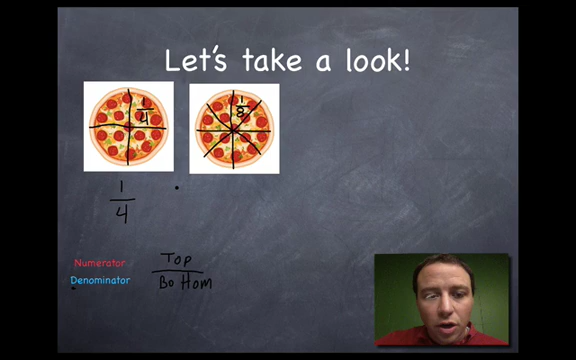 Let's take a look!
1/4
1/8
1/4
Numerator
Top
Denominator
Bottom